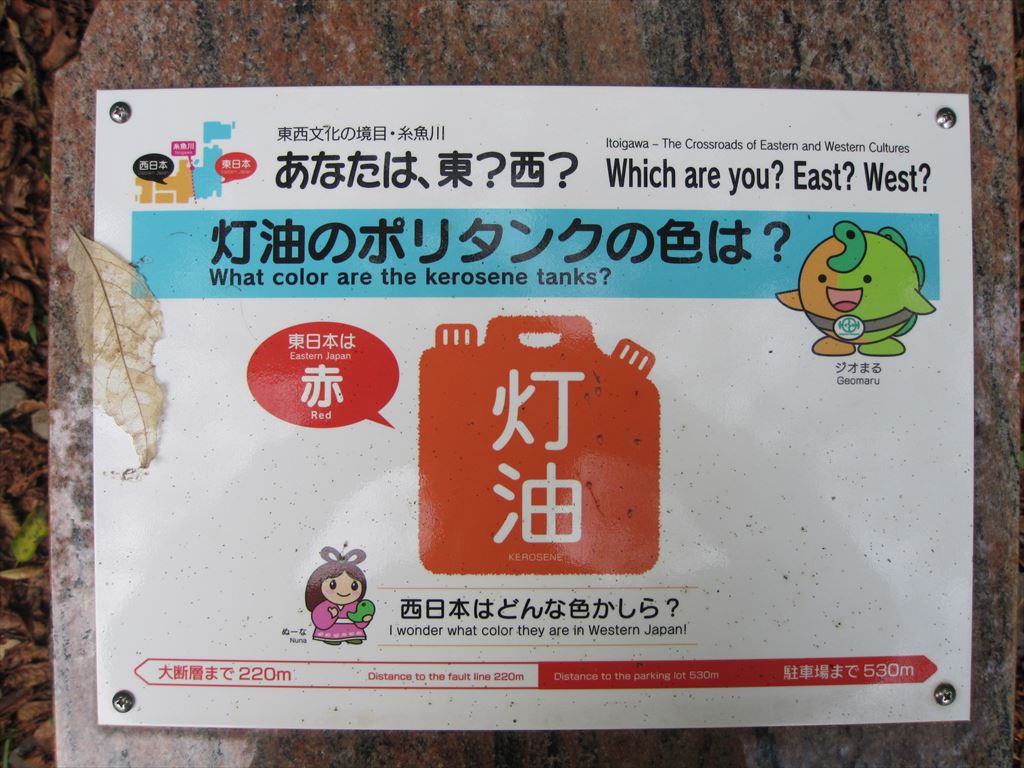 東西文化の境目・糸魚川
あなたは、東？西？
Itoigawa – The Crossroads of Eastern and Western Cultures
Which are you? East? West?
糸魚川
Itoigawa
西日本
Western Japan
東日本
Eastern Japan
灯油のポリタンクの色は？
What color are the kerosene tanks?
ジオまる
Geomaru
東日本は
Eastern Japan
赤
Red
灯
油
KEROSENE
ぬーな
Nuna
西日本はどんな色かしら？
I wonder what color they are in Western Japan!
大断層まで 220m
Distance to the fault line 220m
Distance to the parking lot 530m
駐車場まで 530m